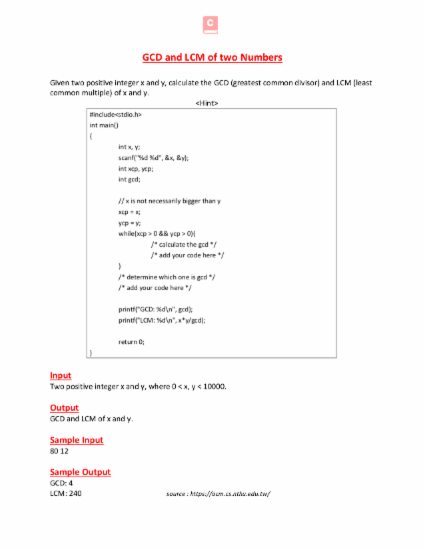 C
GCD and LCM of two Numbers
Given two positive integer x and y, calculate the GCD (greatest common divisor) and LCM (least
common multiple) of x and y.
<Hint>
#include<stdio.h>
int main()
{
int x, y;
scanf("%d %d", &x, &y);
int xcp, ycp;
int gcd;
// x is not necessarily bigger than y
xcp = x;
ycp = y;
while(xcp > 0 && ycp > 0){
/* calculate the gcd */
/* add your code here */
}
/* determine which one is gcd */
/* add your code here */
printf("GCD: %d\n", gcd);
printf("LCM: %d\n", x*y/gcd);
return 0;
}
Input
Two positive integer x and y, where 0 < x, y < 10000.
Output
GCD and LCM of x and y.
Sample Input
80 12
Sample Output
GCD: 4
LCM: 240 source : https://acm.cs.nthu.edu.tw/